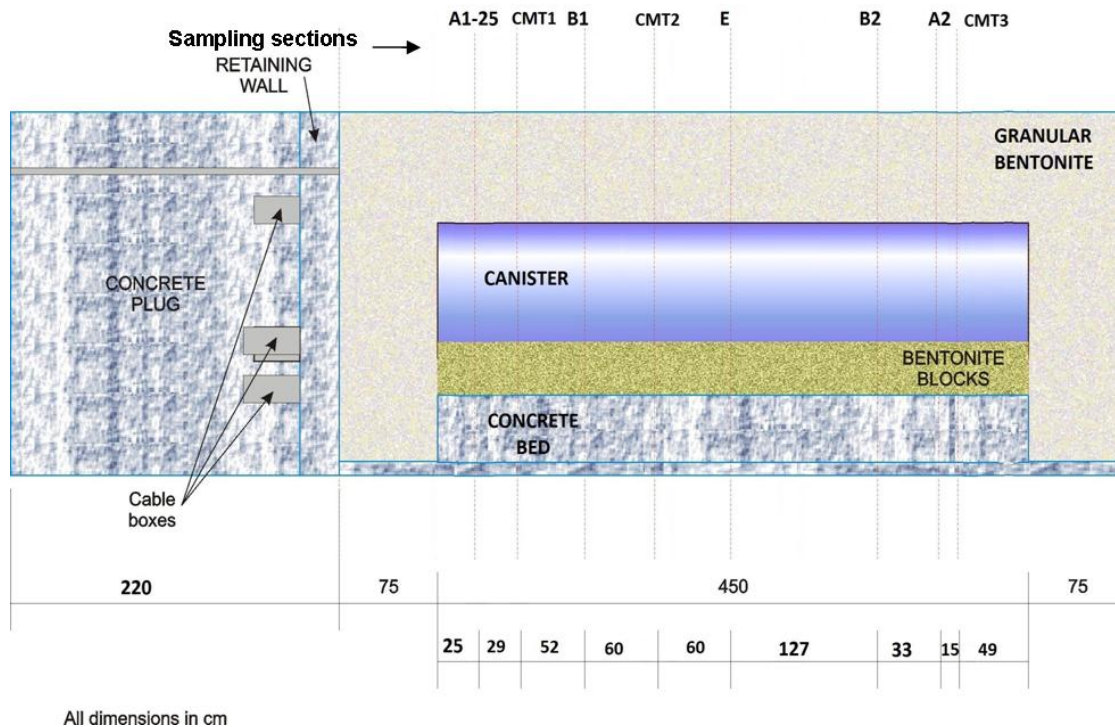 A1-25 CMT1 B1 CMT2 E B2 A2 CMT3
Sampling sections
RETAINING
WALL
GRANULAR
BENTONITE
CANISTER
CONCRETE
PLUG
BENTONITE
BLOCKS
CONCRETE
BED
Cable
boxes
220 75 450 75
25 29 52 60 60 127 33 15 49
All dimensions in cm